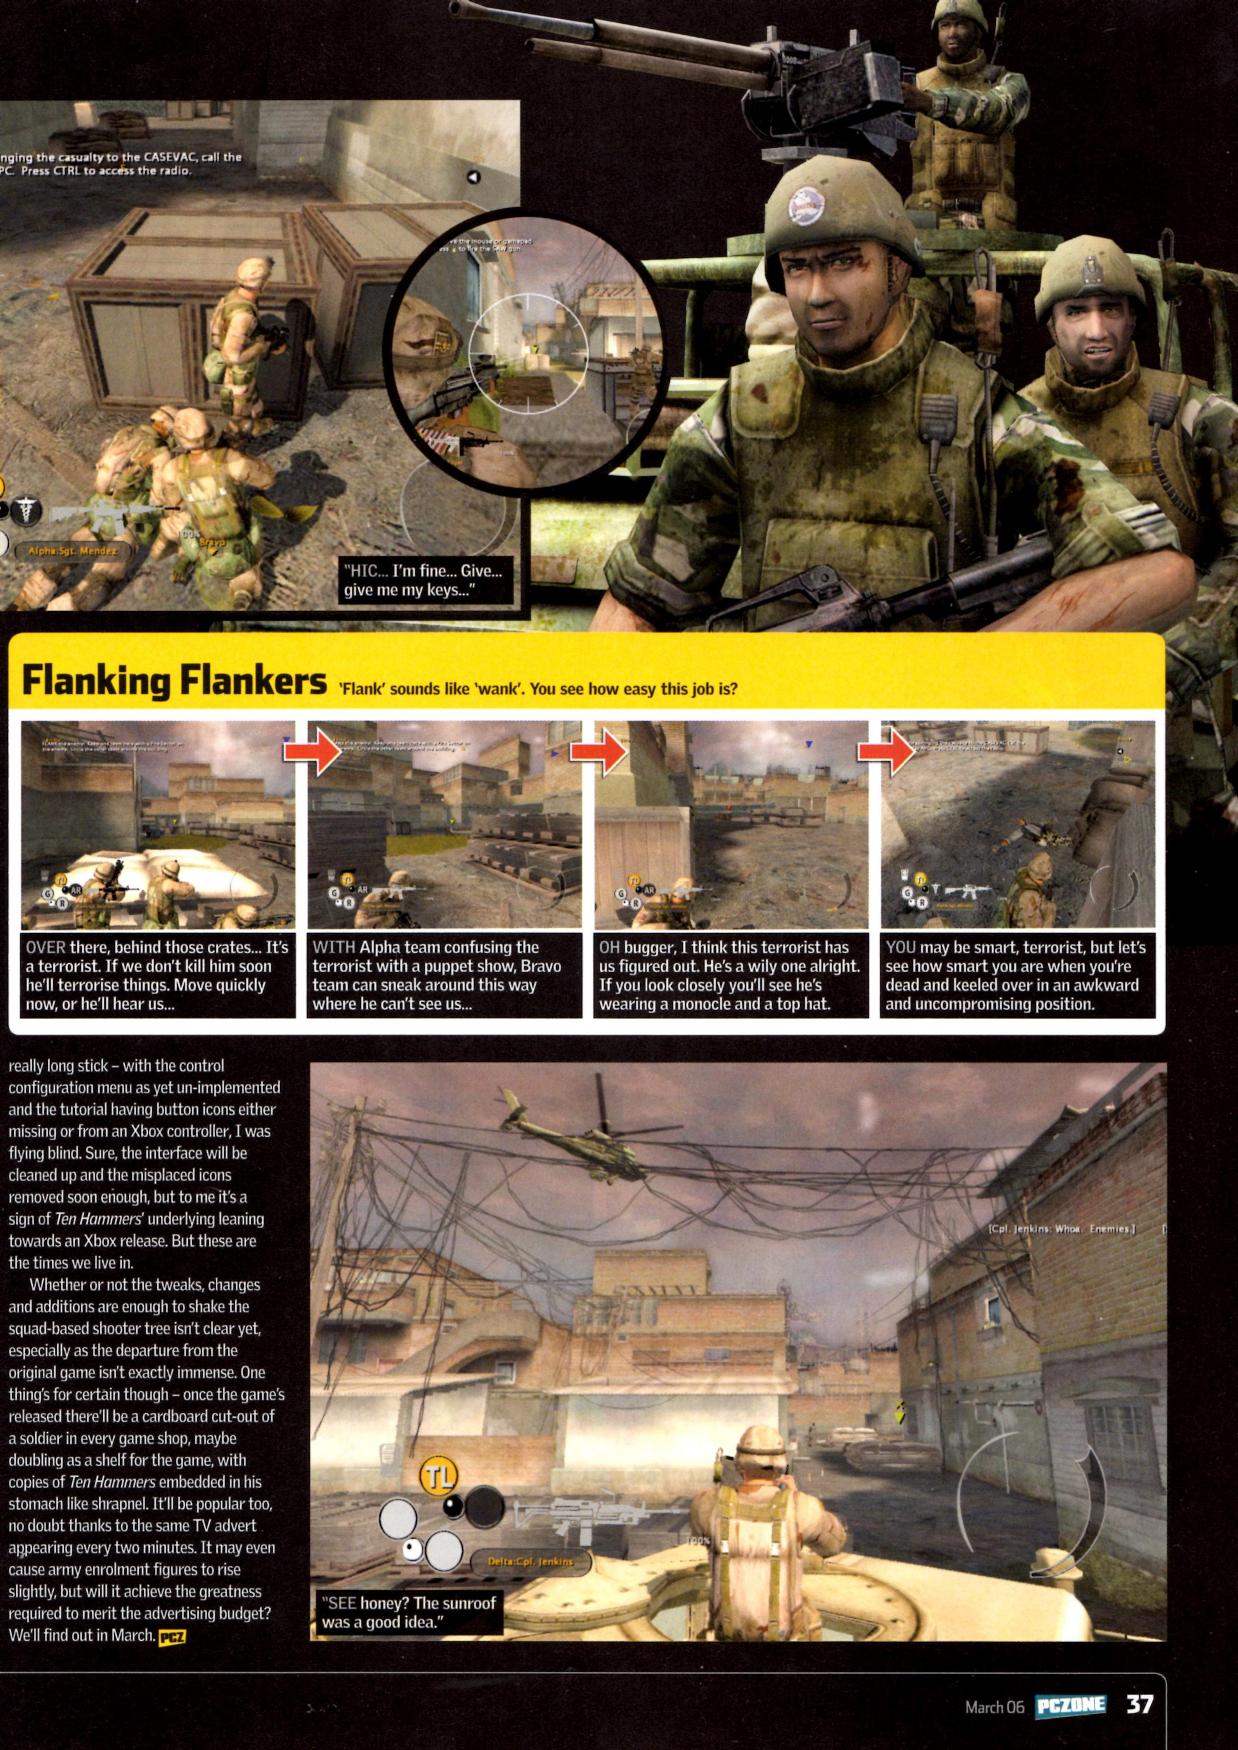 nging the casualty to the CASEVAC, call the
PC. Press CTRL to access the radio.
Alpha:Sgt. Mendez
Bravo
"HIC... I'm fine... Give...
give me my keys..."
Flanking Flankers 'Flank' sounds like 'wank'. You see how easy this job is?
G
R
AR
G
R
AR
G
R
AR
G
R
OVER there, behind those crates... It's
a terrorist. If we don't kill him soon
he'll terrorise things. Move quickly
now, or he'll hear us...
WITH Alpha team confusing the
terrorist with a puppet show, Bravo
team can sneak around this way
where he can't see us...
OH bugger, I think this terrorist has
us figured out. He's a wily one alright.
If you look closely you'll see he's
wearing a monocle and a top hat.
YOU may be smart, terrorist, but let's
see how smart you are when you're
dead and keeled over in an awkward
and uncompromising position.
really long stick – with the control
configuration menu as yet un-implemented
and the tutorial having button icons either
missing or from an Xbox controller, I was
flying blind. Sure, the interface will be
cleaned up and the misplaced icons
removed soon enough, but to me it's a
sign of Ten Hammers' underlying leaning
towards an Xbox release. But these are
the times we live in.
Whether or not the tweaks, changes
and additions are enough to shake the
squad-based shooter tree isn't clear yet,
especially as the departure from the
original game isn't exactly immense. One
thing's for certain though – once the game's
released there'll be a cardboard cut-out of
a soldier in every game shop, maybe
doubling as a shelf for the game, with
copies of Ten Hammers embedded in his
stomach like shrapnel. It'll be popular too,
no doubt thanks to the same TV advert
appearing every two minutes. It may even
cause army enrolment figures to rise
slightly, but will it achieve the greatness
required to merit the advertising budget?
We'll find out in March. PCZ
[Cpl. Jenkins: Whoa. Enemies.]
TL
100%
Delta:Cpl. Jenkins
"SEE honey? The sunroof
was a good idea."
March 06 PCZONE 37